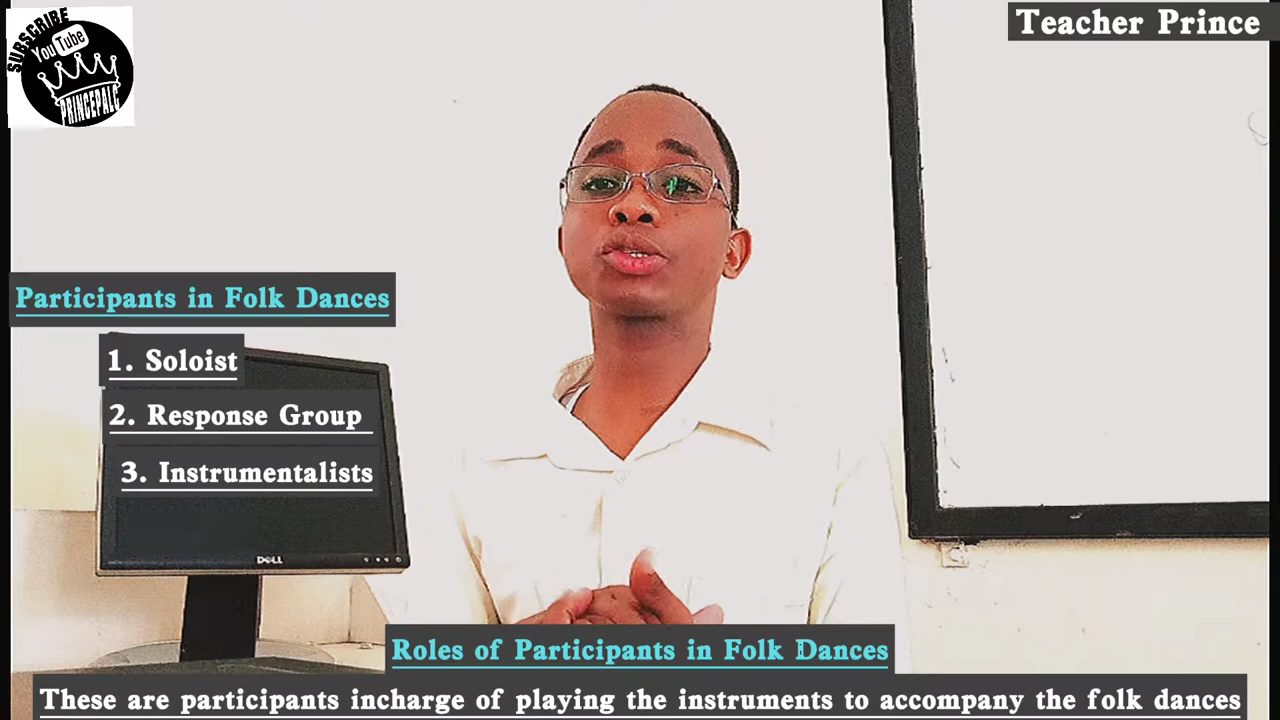 SUBSCRIBE
YouTube
PRINCEPALC
Teacher Prince
Participants in Folk Dances
1. Soloist
2. Response Group
3. Instrumentalists
DELL
Roles of Participants in Folk Dances
These are participants incharge of playing the instruments to accompany the folk dances